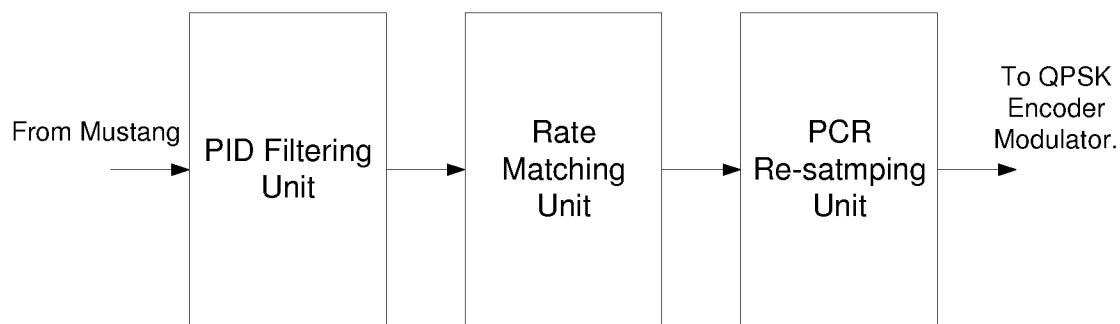 From Mustang
PID Filtering
Unit
Rate
Matching
Unit
PCR
Re-satmping
Unit
To QPSK
Encoder
Modulator.